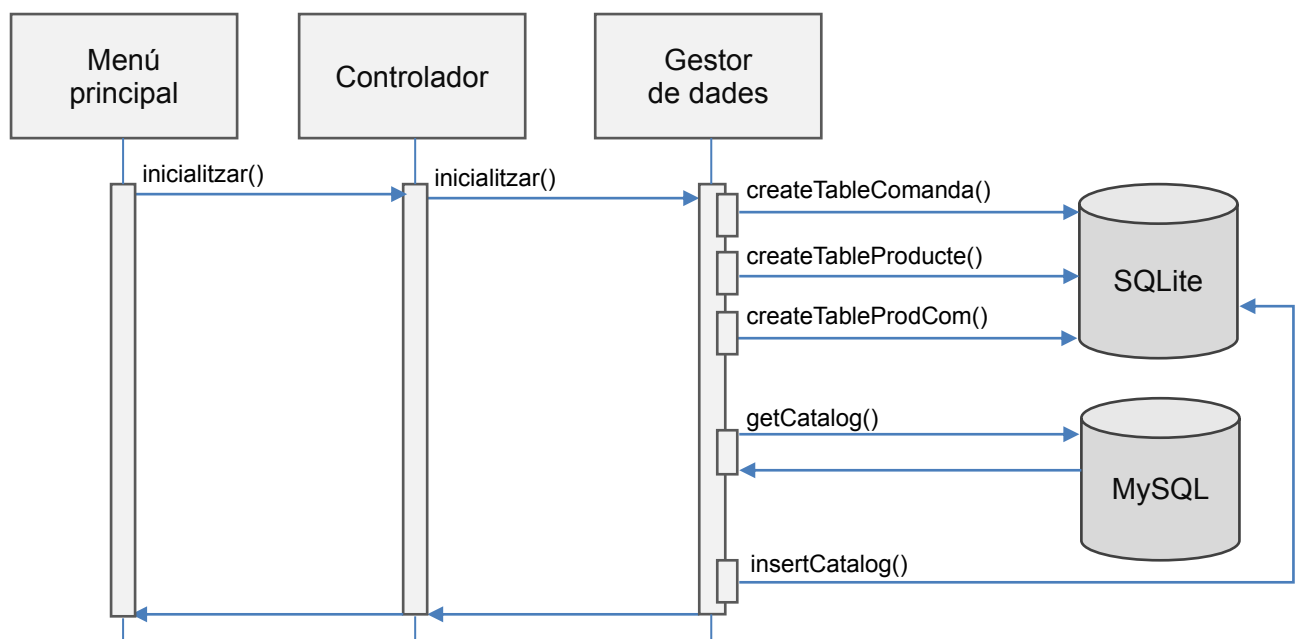 Menú
principal
Controlador
Gestor
de dades
inicialitzar()
inicialitzar()
createTableComanda()
createTableProducte()
createTableProdCom()
SQLite
getCatalog()
MySQL
insertCatalog()